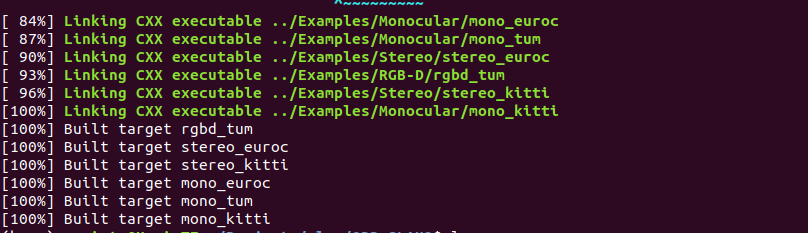 ^~~~~~~~~~
[ 84%] Linking CXX executable ../Examples/Monocular/mono_euroc
[ 87%] Linking CXX executable ../Examples/Monocular/mono_tum
[ 90%] Linking CXX executable ../Examples/Stereo/stereo_euroc
[ 93%] Linking CXX executable ../Examples/RGB-D/rgbd_tum
[ 96%] Linking CXX executable ../Examples/Stereo/stereo_kitti
[100%] Linking CXX executable ../Examples/Monocular/mono_kitti
[100%] Built target rgbd_tum
[100%] Built target stereo_euroc
[100%] Built target stereo_kitti
[100%] Built target mono_euroc
[100%] Built target mono_tum
[100%] Built target mono_kitti